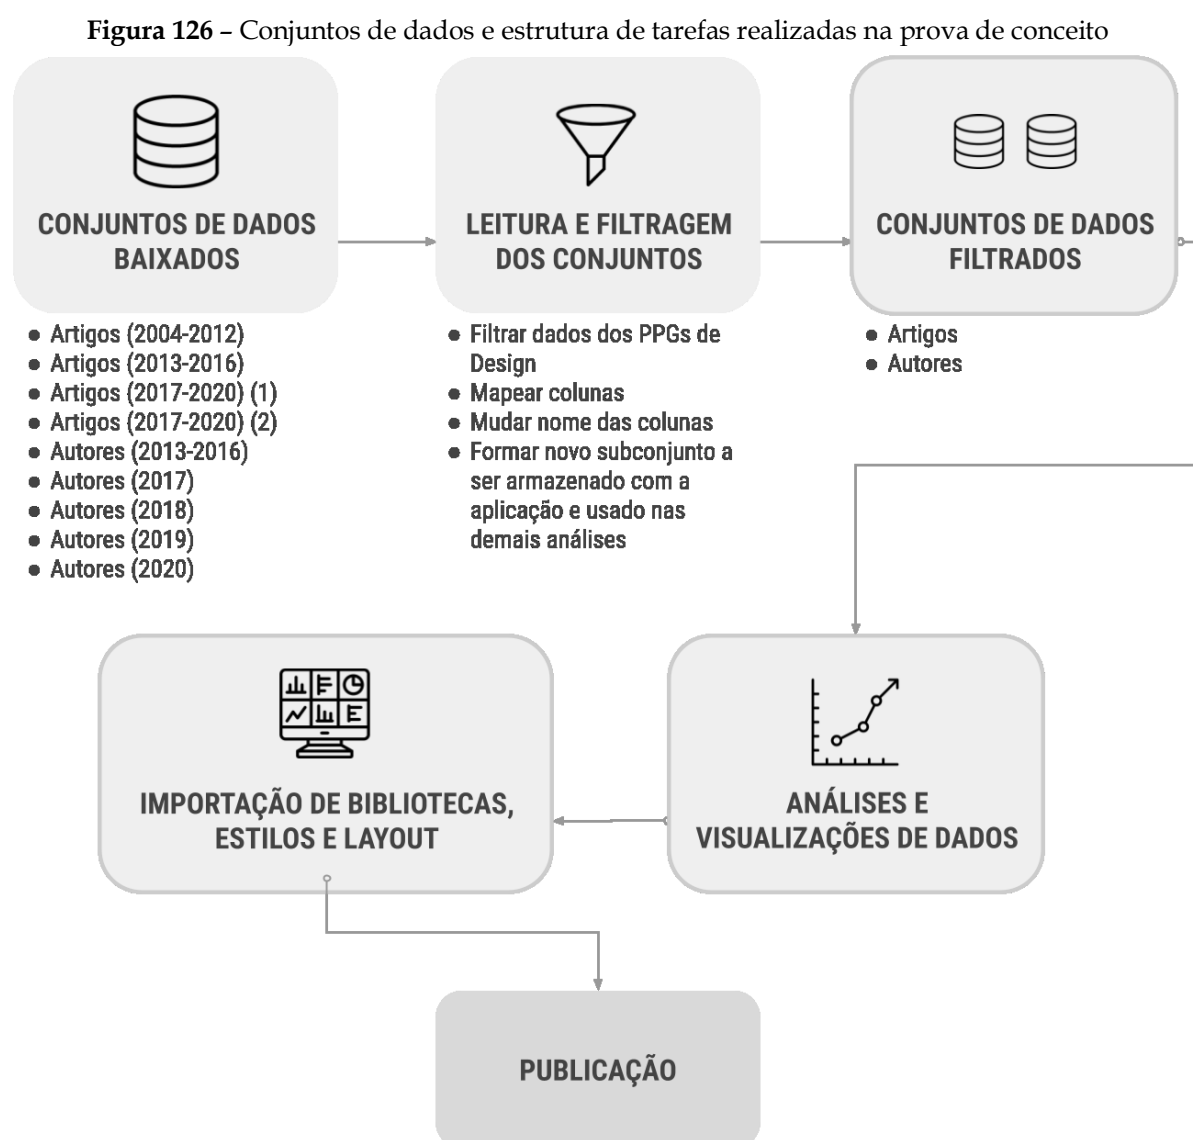 Figura 126 – Conjuntos de dados e estrutura de tarefas realizadas na prova de conceito
CONJUNTOS DE DADOS
BAIXADOS
● Artigos (2004-2012)
● Artigos (2013-2016)
● Artigos (2017-2020) (1)
● Artigos (2017-2020) (2)
● Autores (2013-2016)
● Autores (2017)
● Autores (2018)
● Autores (2019)
● Autores (2020)
LEITURA E FILTRAGEM
DOS CONJUNTOS
● Filtrar dados dos PPGs de
Design
● Mapear colunas
● Mudar nome das colunas
● Formar novo subconjunto a
ser armazenado com a
aplicação e usado nas
demais análises
CONJUNTOS DE DADOS
FILTRADOS
● Artigos
● Autores
ANÁLISES E
VISUALIZAÇÕES DE DADOS
IMPORTAÇÃO DE BIBLIOTECAS,
ESTILOS E LAYOUT
PUBLICAÇÃO